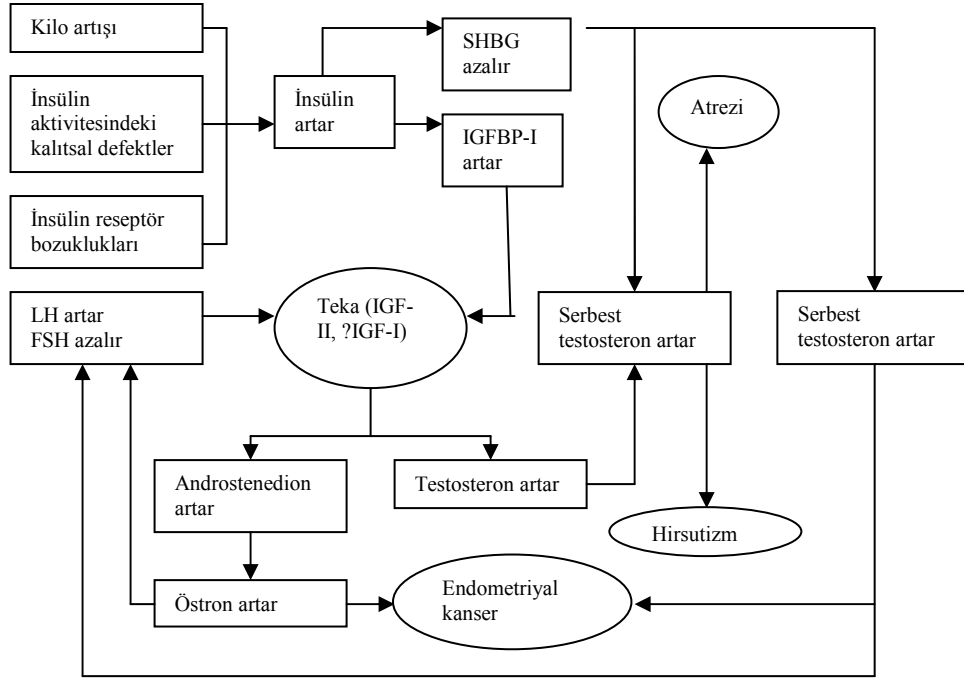 Kilo artışı
İnsülin
aktivitesindeki
kalıtsal defektler
İnsülin reseptör
bozuklukları
İnsülin
artar
SHBG
azalır
IGFBP-I
artar
Atrezi
LH artar
FSH azalır
Teka (IGF-
II, ?IGF-I)
Serbest
testosteron artar
Serbest
testosteron artar
Androstenedion
artar
Testosteron artar
Hirsutizm
Östron artar
Endometriyal
kanser